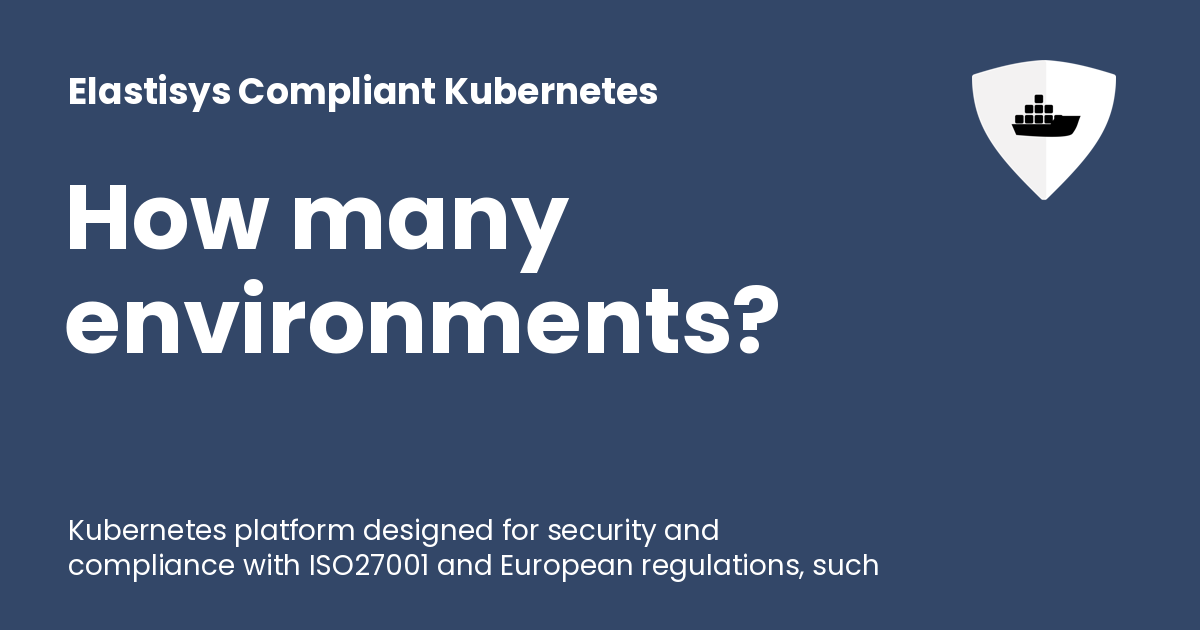 Elastisys Compliant Kubernetes
How many
environments?
Kubernetes platform designed for security and
compliance with ISO27001 and European regulations, such